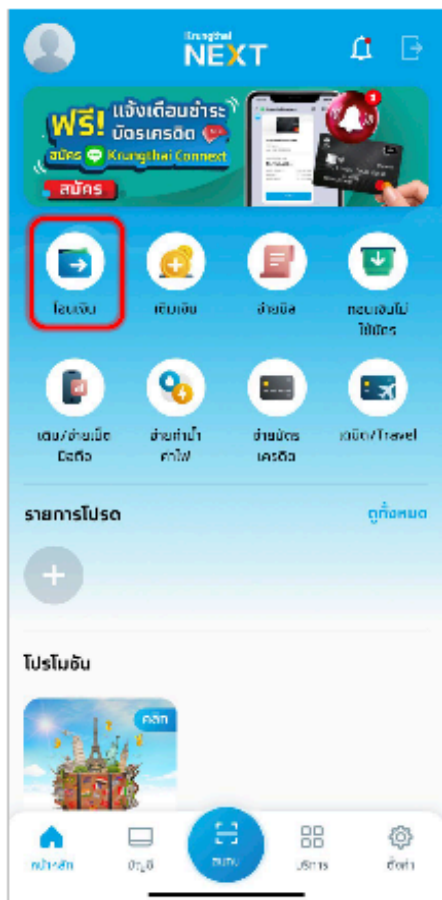 Krungthai
NEXT
ฟรี! แจ้งเตือนชำระ
บัตรเครดิต
สมัคร Krungthai Connext
สมัคร
โอนเงิน
เติมเงิน
จ่ายบิล
ถอนเงินไม่
ใช้บัตร
เติม/จ่ายเน็ต
มือถือ
จ่ายค่าน้ำ
ค่าไฟ
จ่ายบัตร
เครดิต
เดบิต/Travel
รายการโปรด
ดูทั้งหมด
โปรโมชัน
คลิก
หน้าหลัก
บัญชี
สแกน
บริการ
ตั้งค่า